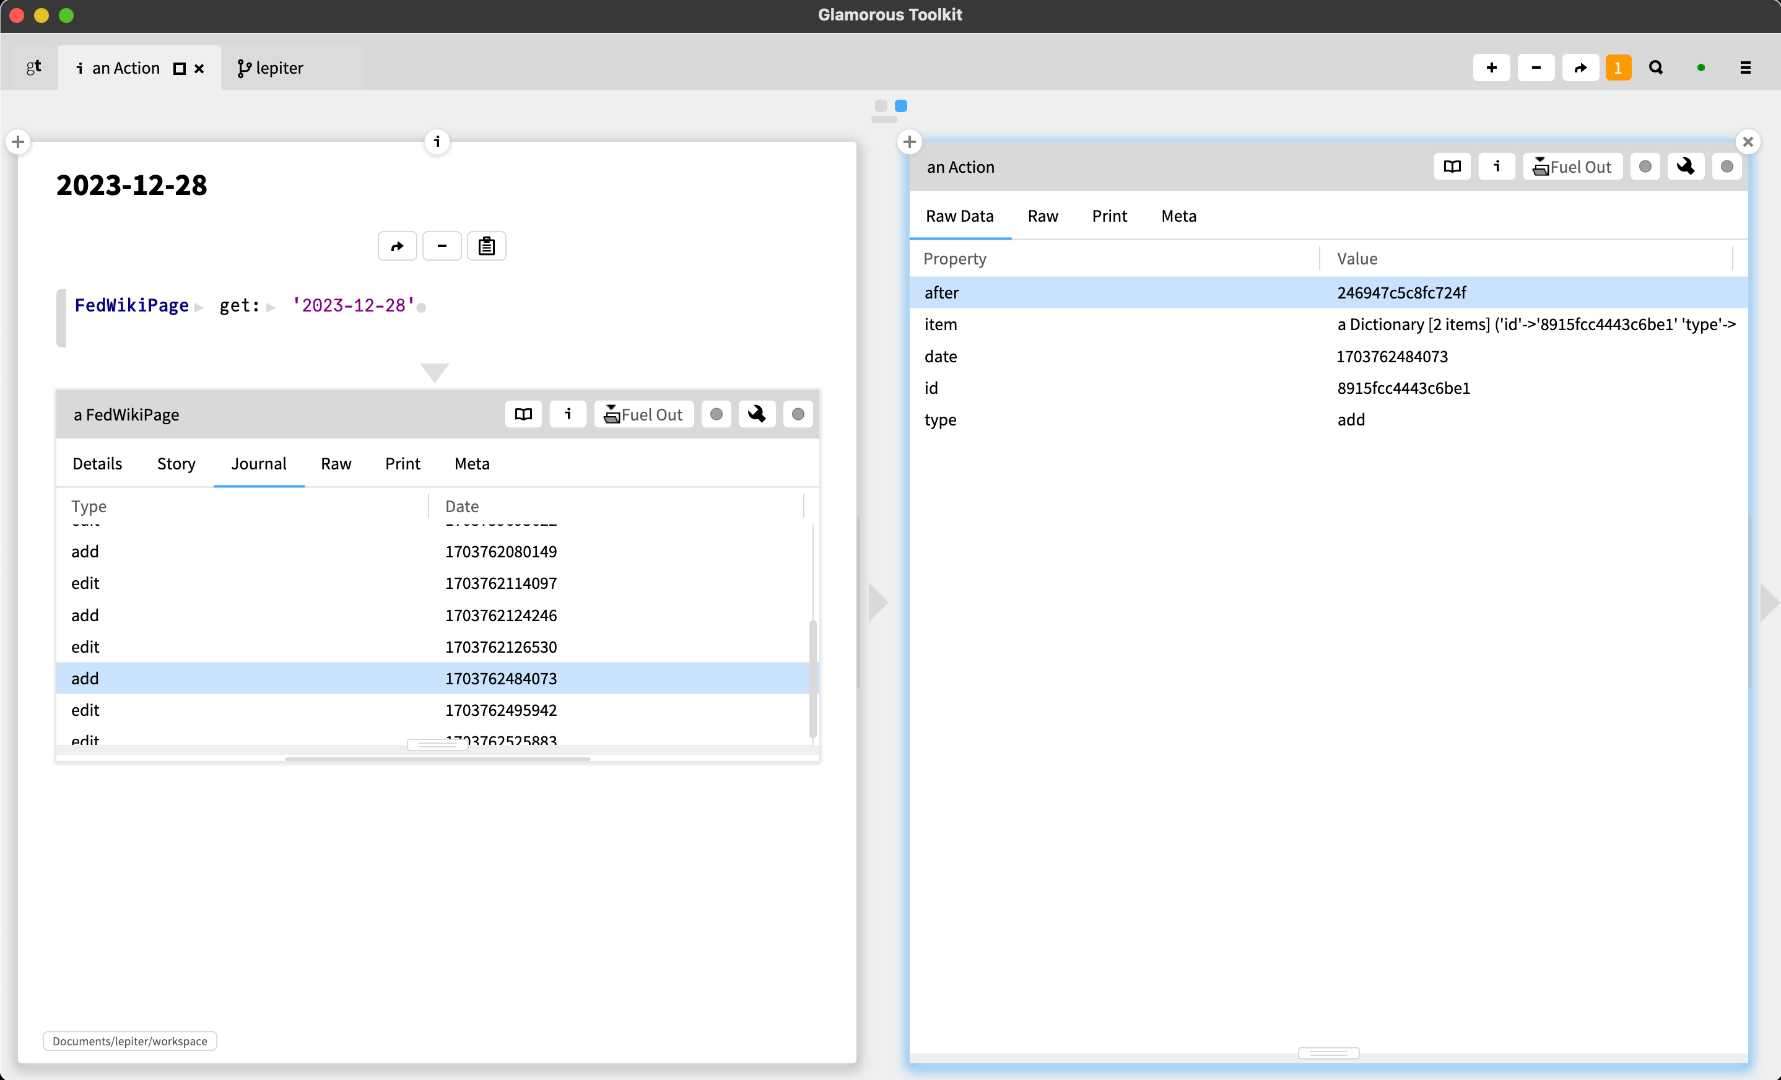 Glamorous Toolkit
gt
i an Action
lepiter
+ - 1
i
2023-12-28
FedWikiPage get: '2023-12-28'
a FedWikiPage
i Fuel Out
Details Story Journal Raw Print Meta
Type Date
add 1703762080149
edit 1703762114097
add 1703762124246
edit 1703762126530
add 1703762484073
edit 1703762495942
edit 1703762525883
Documents/lepiter/workspace
an Action
i Fuel Out
Raw Data Raw Print Meta
Property Value
after 246947c5c8fc724f
item a Dictionary [2 items] ('id'->'8915fcc4443c6be1' 'type'->
date 1703762484073
id 8915fcc4443c6be1
type add